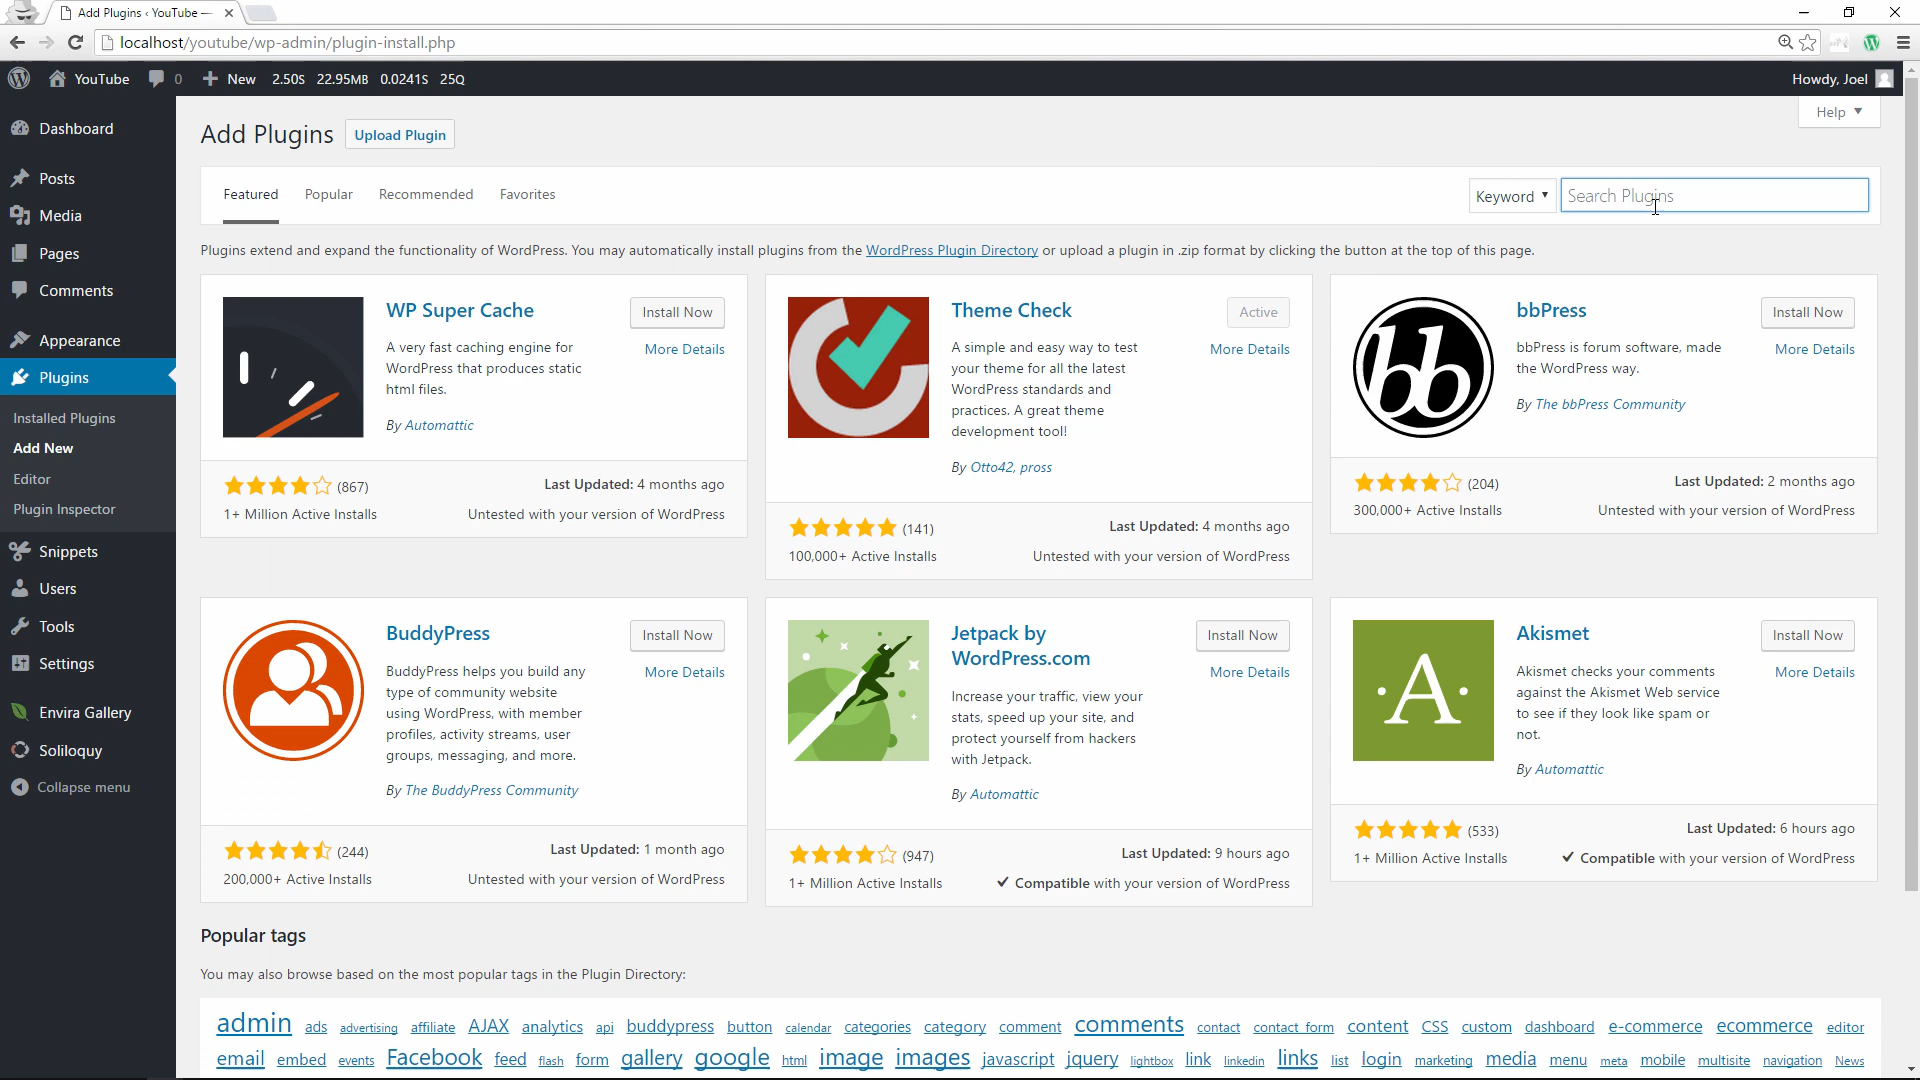 Add Plugins ‹ YouTube —
localhost/youtube/wp-admin/plugin-install.php
YouTube 0 New 2.50S 22.95MB 0.0241S 25Q
Howdy, Joel
Help
Dashboard
Posts
Media
Pages
Comments
Appearance
Plugins
Installed Plugins
Add New
Editor
Plugin Inspector
Snippets
Users
Tools
Settings
Envira Gallery
Soliloquy
Collapse menu
Add Plugins
Upload Plugin
Featured Popular Recommended Favorites
Keyword
Search Plugins
Plugins extend and expand the functionality of WordPress. You may automatically install plugins from the WordPress Plugin Directory or upload a plugin in .zip format by clicking the button at the top of this page.
WP Super Cache
Install Now
More Details
A very fast caching engine for
WordPress that produces static
html files.
By Automattic
(867)
Last Updated: 4 months ago
1+ Million Active Installs
Untested with your version of WordPress
Theme Check
Active
More Details
A simple and easy way to test
your theme for all the latest
WordPress standards and
practices. A great theme
development tool!
By Otto42, pross
(141)
Last Updated: 4 months ago
100,000+ Active Installs
Untested with your version of WordPress
bb
bbPress
Install Now
More Details
bbPress is forum software, made
the WordPress way.
By The bbPress Community
(204)
Last Updated: 2 months ago
300,000+ Active Installs
Untested with your version of WordPress
BuddyPress
Install Now
More Details
BuddyPress helps you build any
type of community website
using WordPress, with member
profiles, activity streams, user
groups, messaging, and more.
By The BuddyPress Community
(244)
Last Updated: 1 month ago
200,000+ Active Installs
Untested with your version of WordPress
Jetpack by
WordPress.com
Install Now
More Details
Increase your traffic, view your
stats, speed up your site, and
protect yourself from hackers
with Jetpack.
By Automattic
(947)
Last Updated: 9 hours ago
1+ Million Active Installs
✓ Compatible with your version of WordPress
·A·
Akismet
Install Now
More Details
Akismet checks your comments
against the Akismet Web service
to see if they look like spam or
not.
By Automattic
(533)
Last Updated: 6 hours ago
1+ Million Active Installs
✓ Compatible with your version of WordPress
Popular tags
You may also browse based on the most popular tags in the Plugin Directory:
admin ads advertising affiliate AJAX analytics api buddypress button calendar categories category comment comments contact contact form content CSS custom dashboard e-commerce ecommerce editor
email embed events Facebook feed flash form gallery google html image images javascript jquery lightbox link linkedin links list login marketing media menu meta mobile multisite navigation News